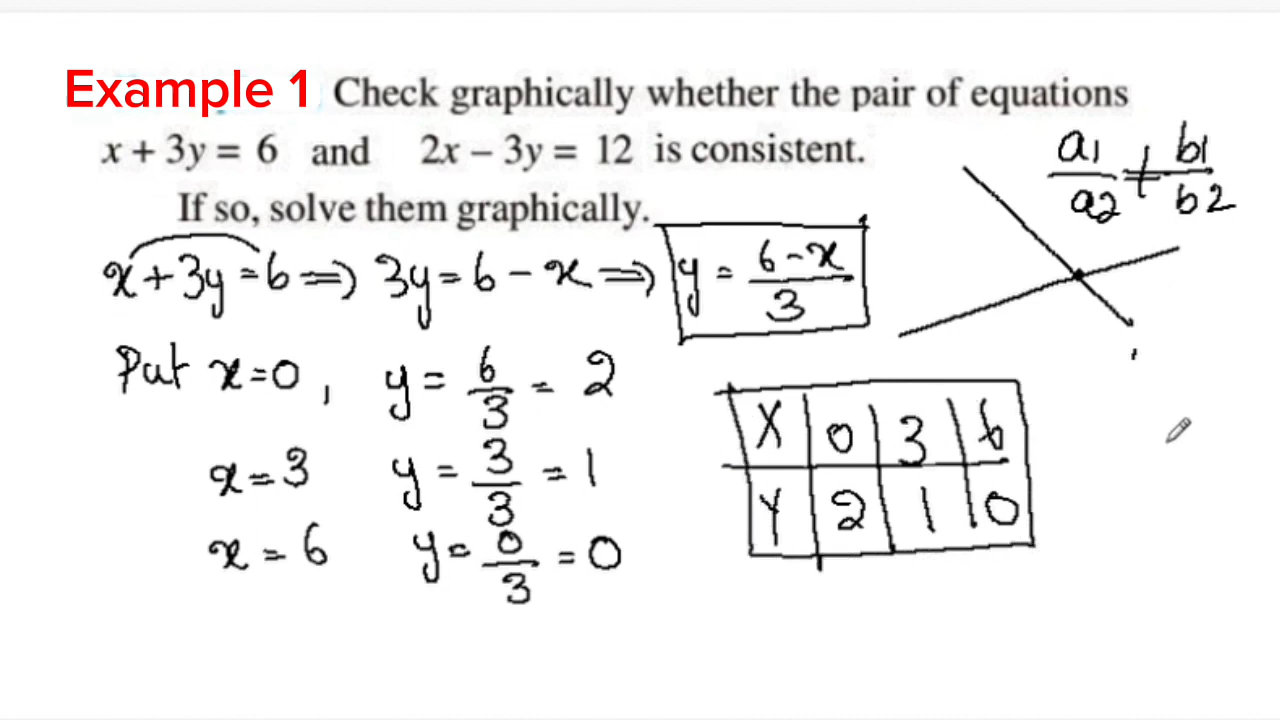 Example 1 Check graphically whether the pair of equations
x + 3y = 6 and 2x – 3y = 12 is consistent.
If so, solve them graphically.
a1/a2 ≠ b1/b2
x + 3y = 6 ⇒ 3y = 6 – x ⇒ y = (6 – x)/3
Put x = 0, y = 6/3 = 2
x = 3 y = 3/3 = 1
x = 6 y = 0/3 = 0
X 0 3 6
Y 2 1 0